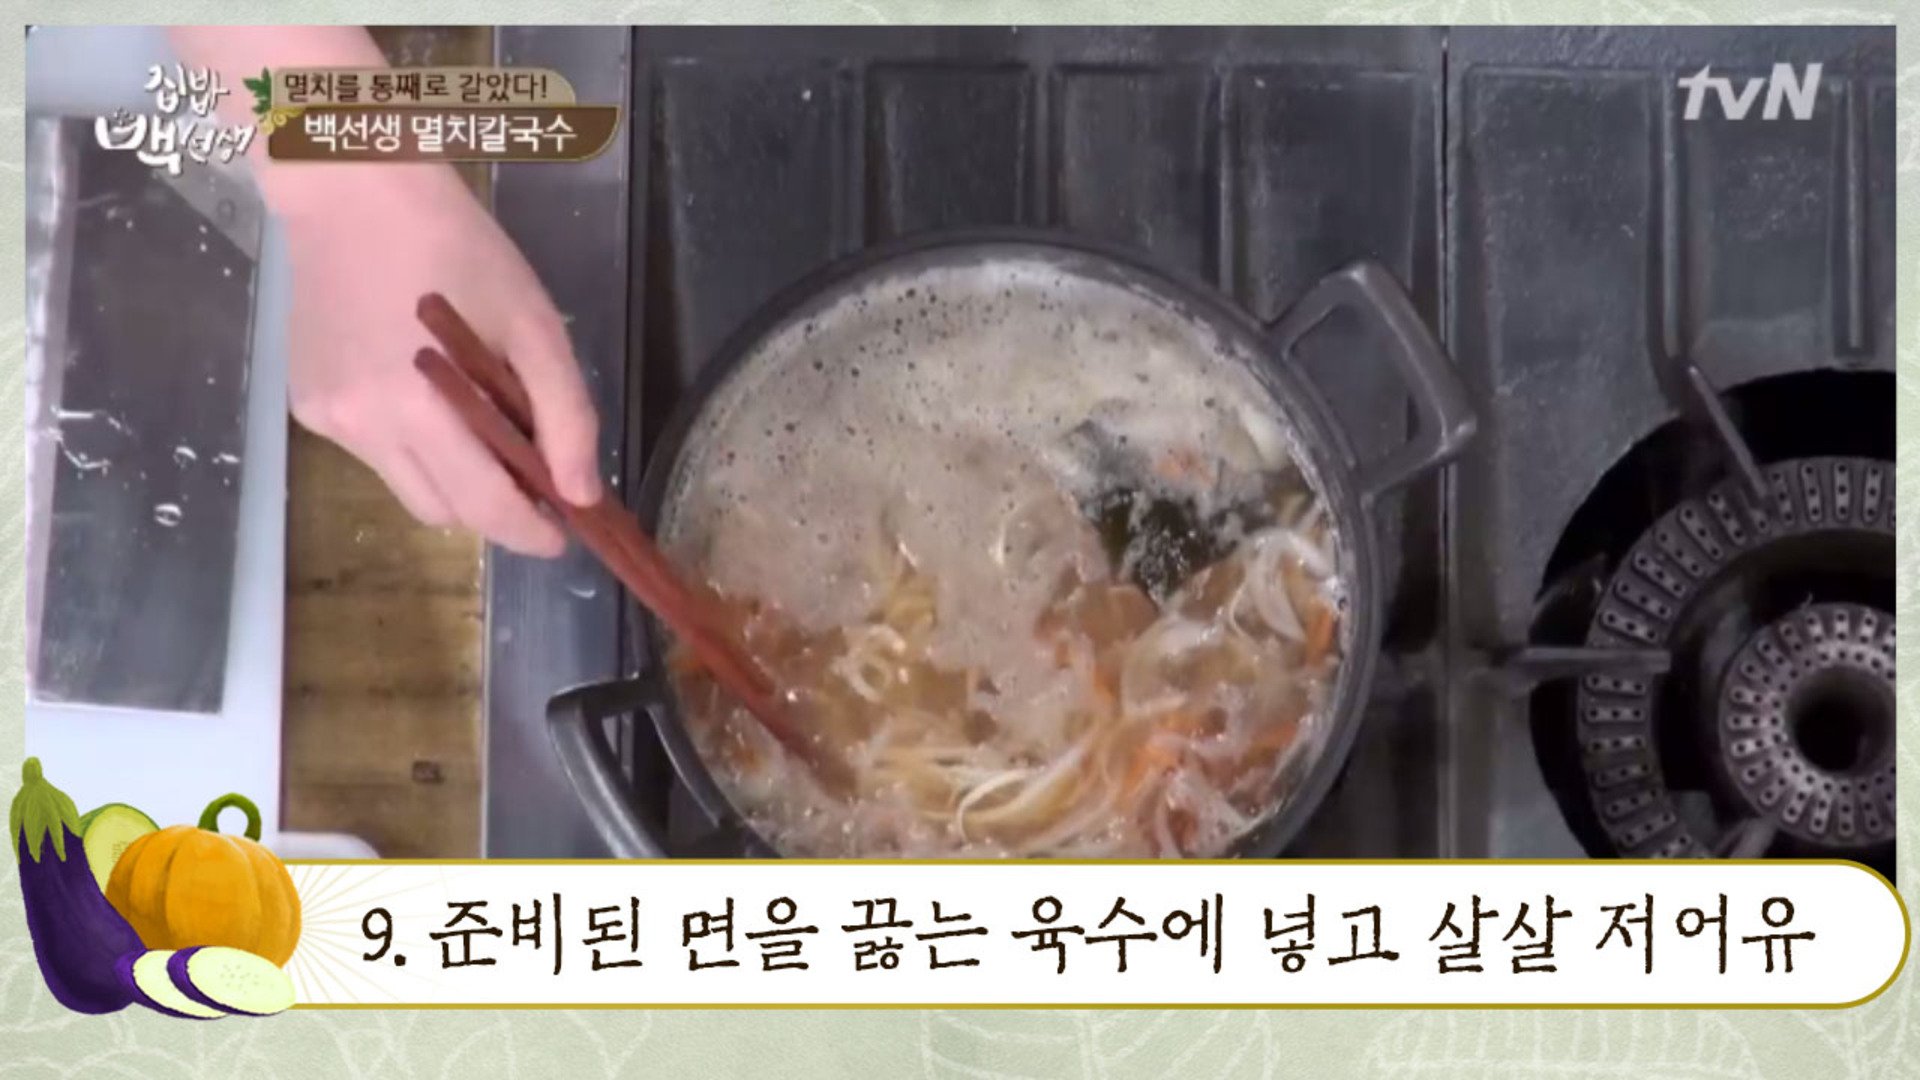 집밥
백선생
멸치를 통째로 갈았다!
백선생 멸치칼국수
tvN
9. 준비된 면을 끓는 육수에 넣고 살살 저어유